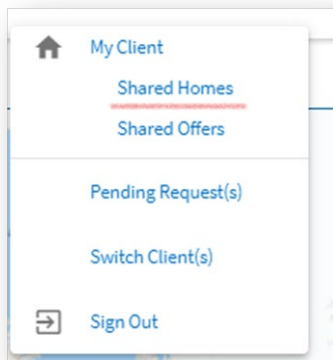 My Client
Shared Homes
Shared Offers
Pending Request(s)
Switch Client(s)
Sign Out